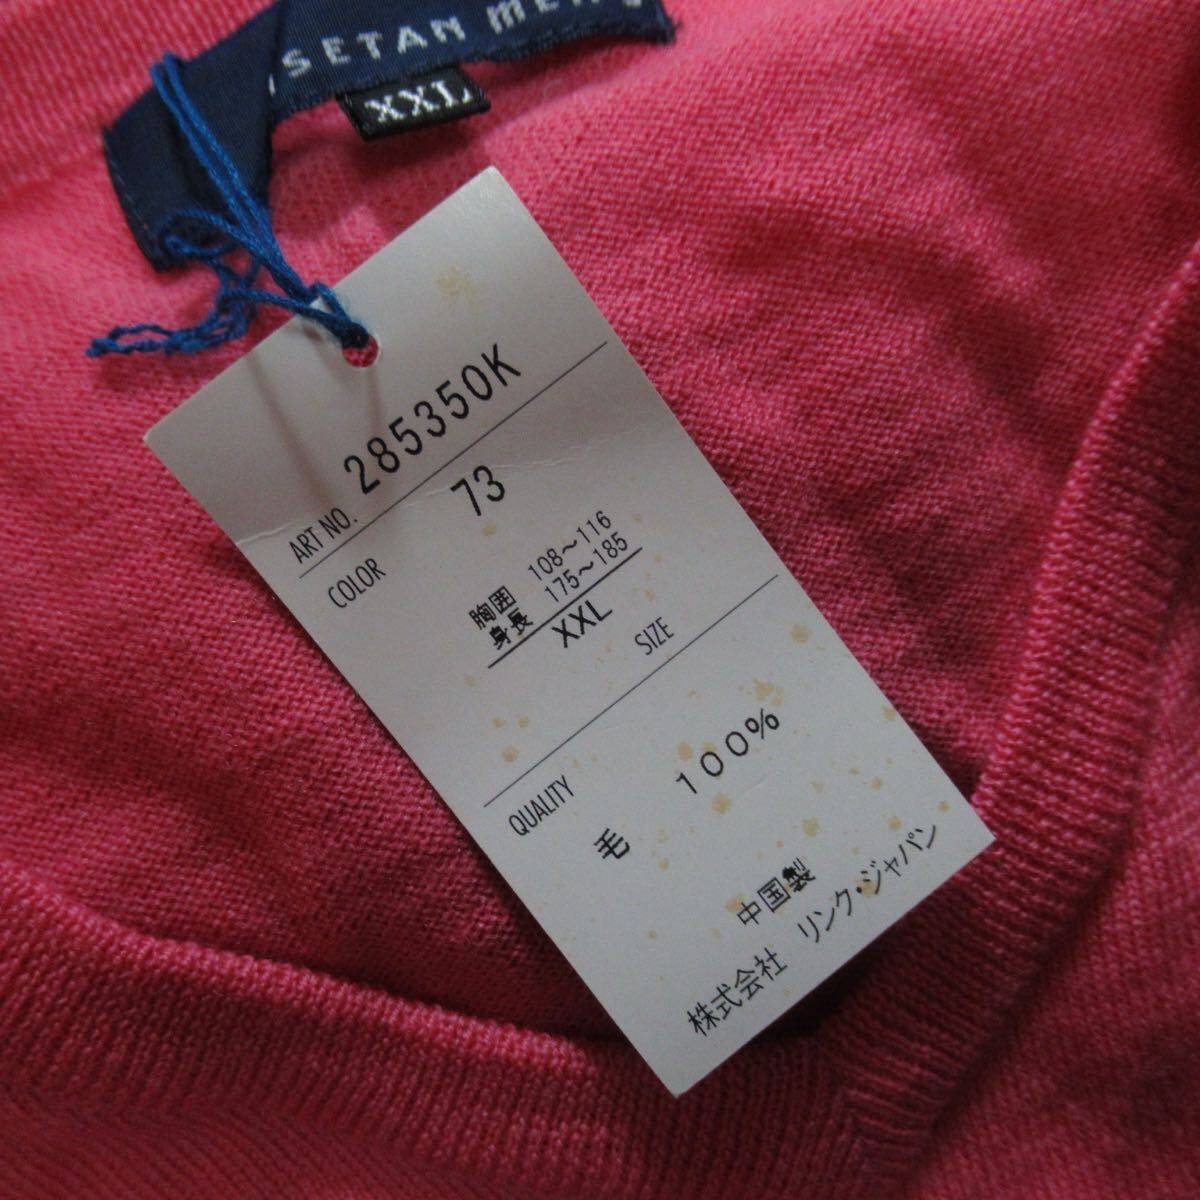 ISETAN MEN'S
XXL
ART NO. 285350K
COLOR 73
胸囲 108〜116
身長 175〜185
XXL
SIZE
QUALITY
毛 100%
中国製
株式会社 リンク・ジャパン